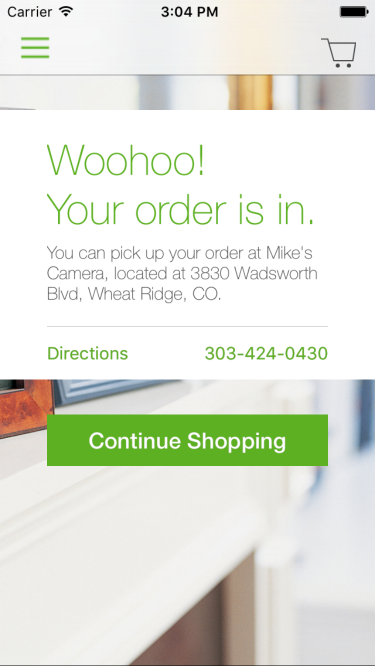 Carrier 3:04 PM
Woohoo!
Your order is in.
You can pick up your order at Mike's
Camera, located at 3830 Wadsworth
Blvd, Wheat Ridge, CO.
Directions 303-424-0430
Continue Shopping